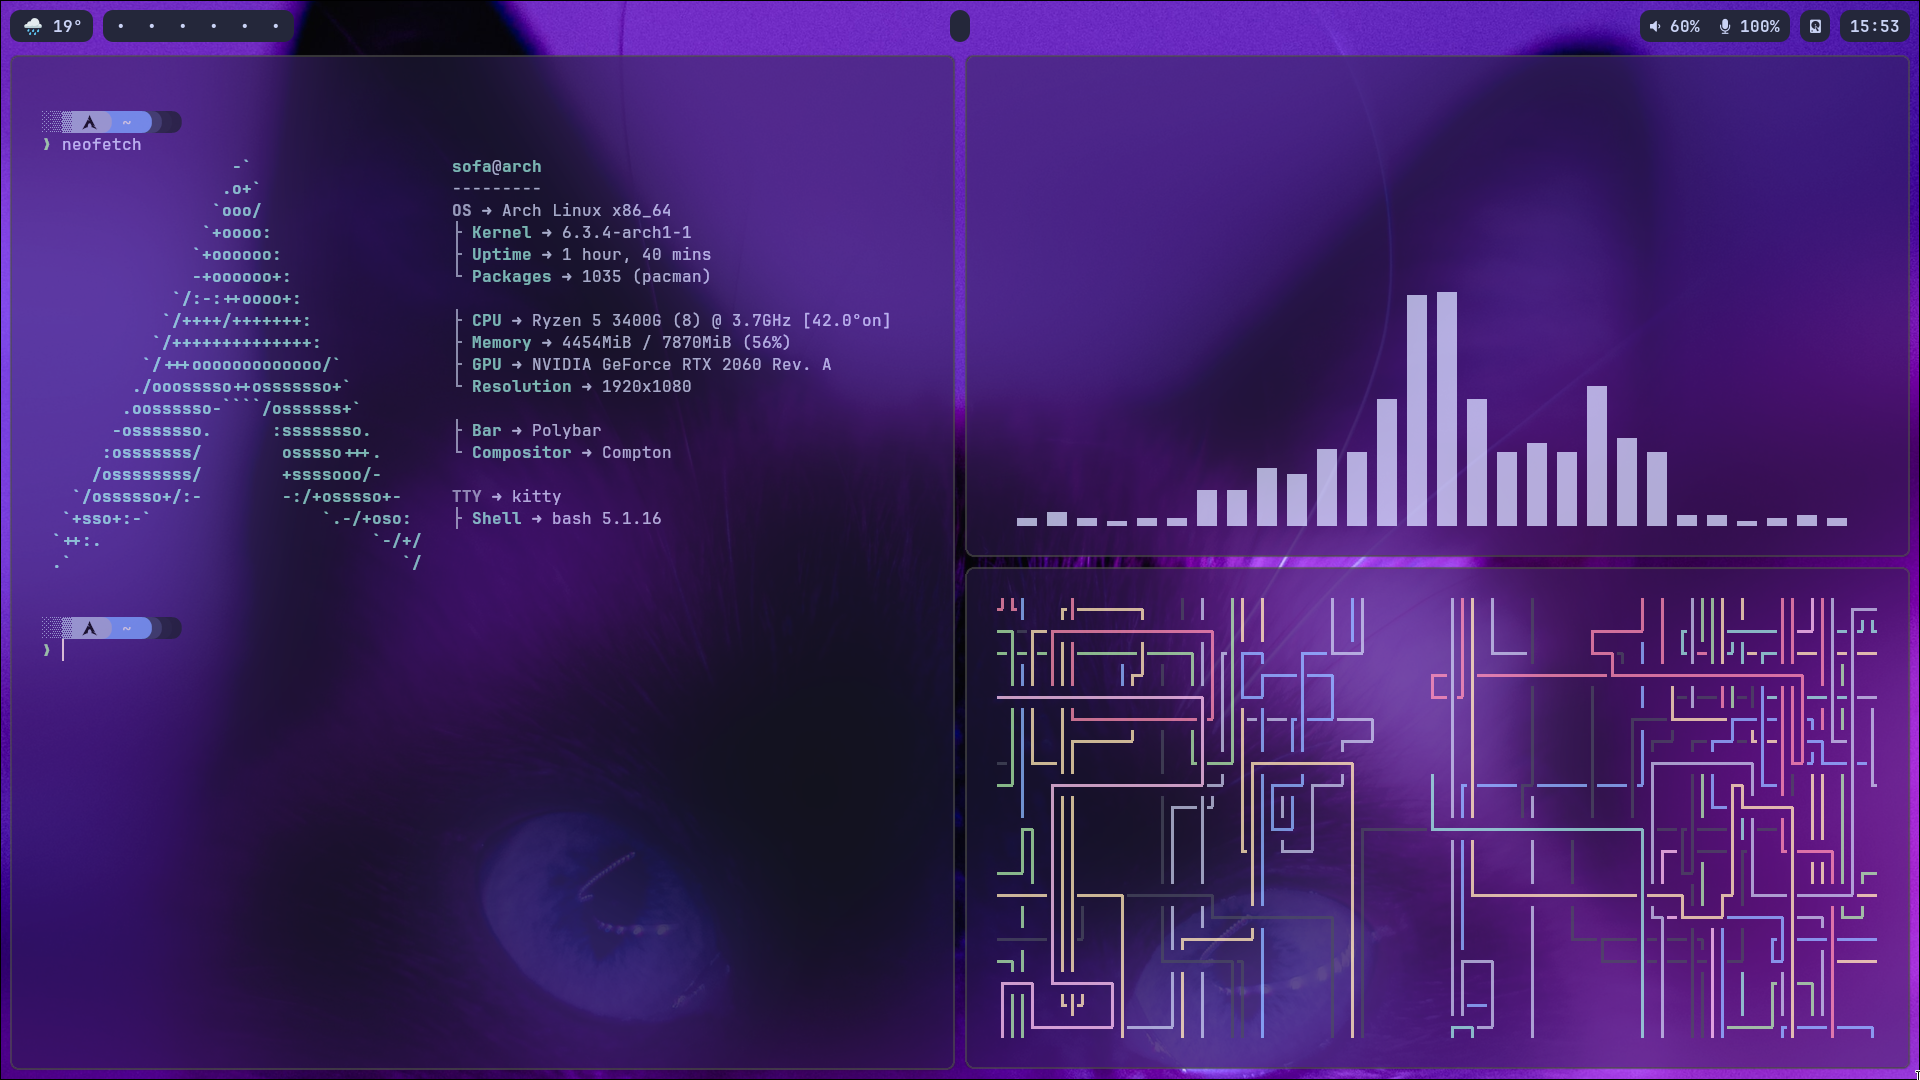 19°
60% 100% 15:53
~
❱ neofetch
-`
.o+`
`ooo/
`+oooo:
`+oooooo:
-+oooooo+:
`/:-:++oooo+:
`/++++/+++++++:
`/++++++++++++++:
`/+++ooooooooooooo/`
./ooosssso++osssssso+`
.oossssso-````/ossssss+`
-osssssso. :ssssssso.
:osssssss/ osssso+++.
/ossssssss/ +ssssooo/-
`/ossssso+/:- -:/+osssso+-
`+sso+:-` `.-/+oso:
`++:. `-/+/
.` `/
sofa@arch
---------
OS ➜ Arch Linux x86_64
├ Kernel ➜ 6.3.4-arch1-1
├ Uptime ➜ 1 hour, 40 mins
└ Packages ➜ 1035 (pacman)
├ CPU ➜ Ryzen 5 3400G (8) @ 3.7GHz [42.0°on]
├ Memory ➜ 4454MiB / 7870MiB (56%)
├ GPU ➜ NVIDIA GeForce RTX 2060 Rev. A
└ Resolution ➜ 1920x1080
├ Bar ➜ Polybar
└ Compositor ➜ Compton
TTY ➜ kitty
├ Shell ➜ bash 5.1.16
~
❱